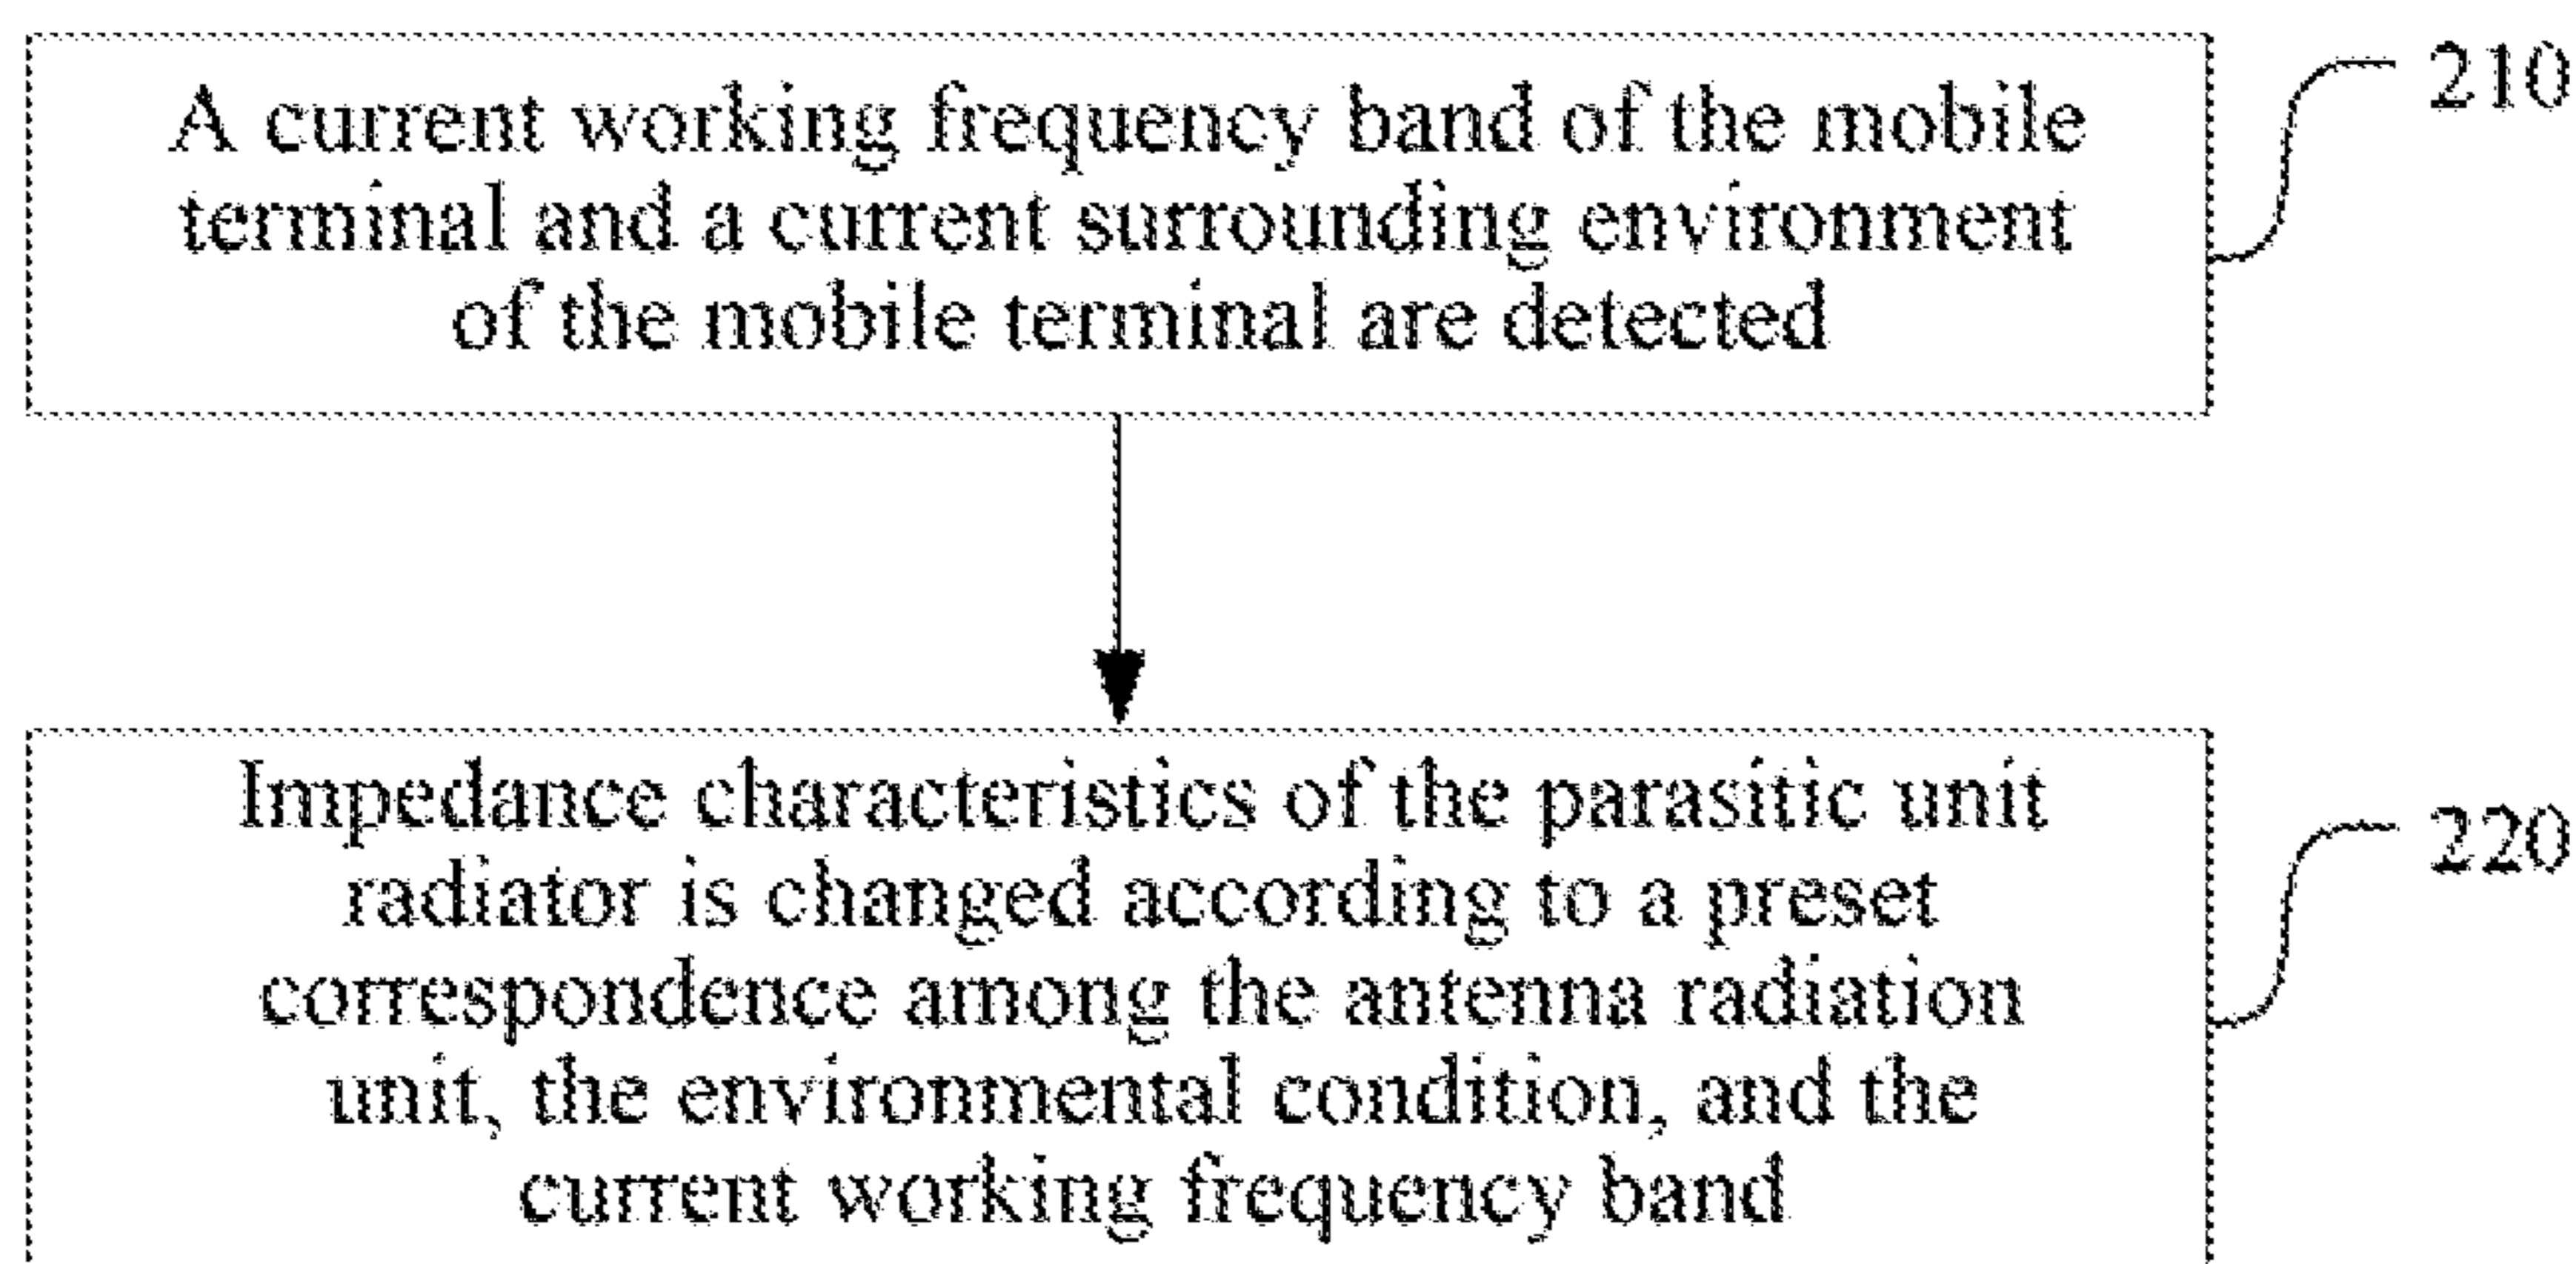 A current working frequency band of the mobile
terminal and a current surrounding environment
of the mobile terminal are detected
210
Impedance characteristics of the parasitic unit
radiator is changed according to a preset
correspondence among the antenna radiation
unit, the environmental condition, and the
current working frequency band
220